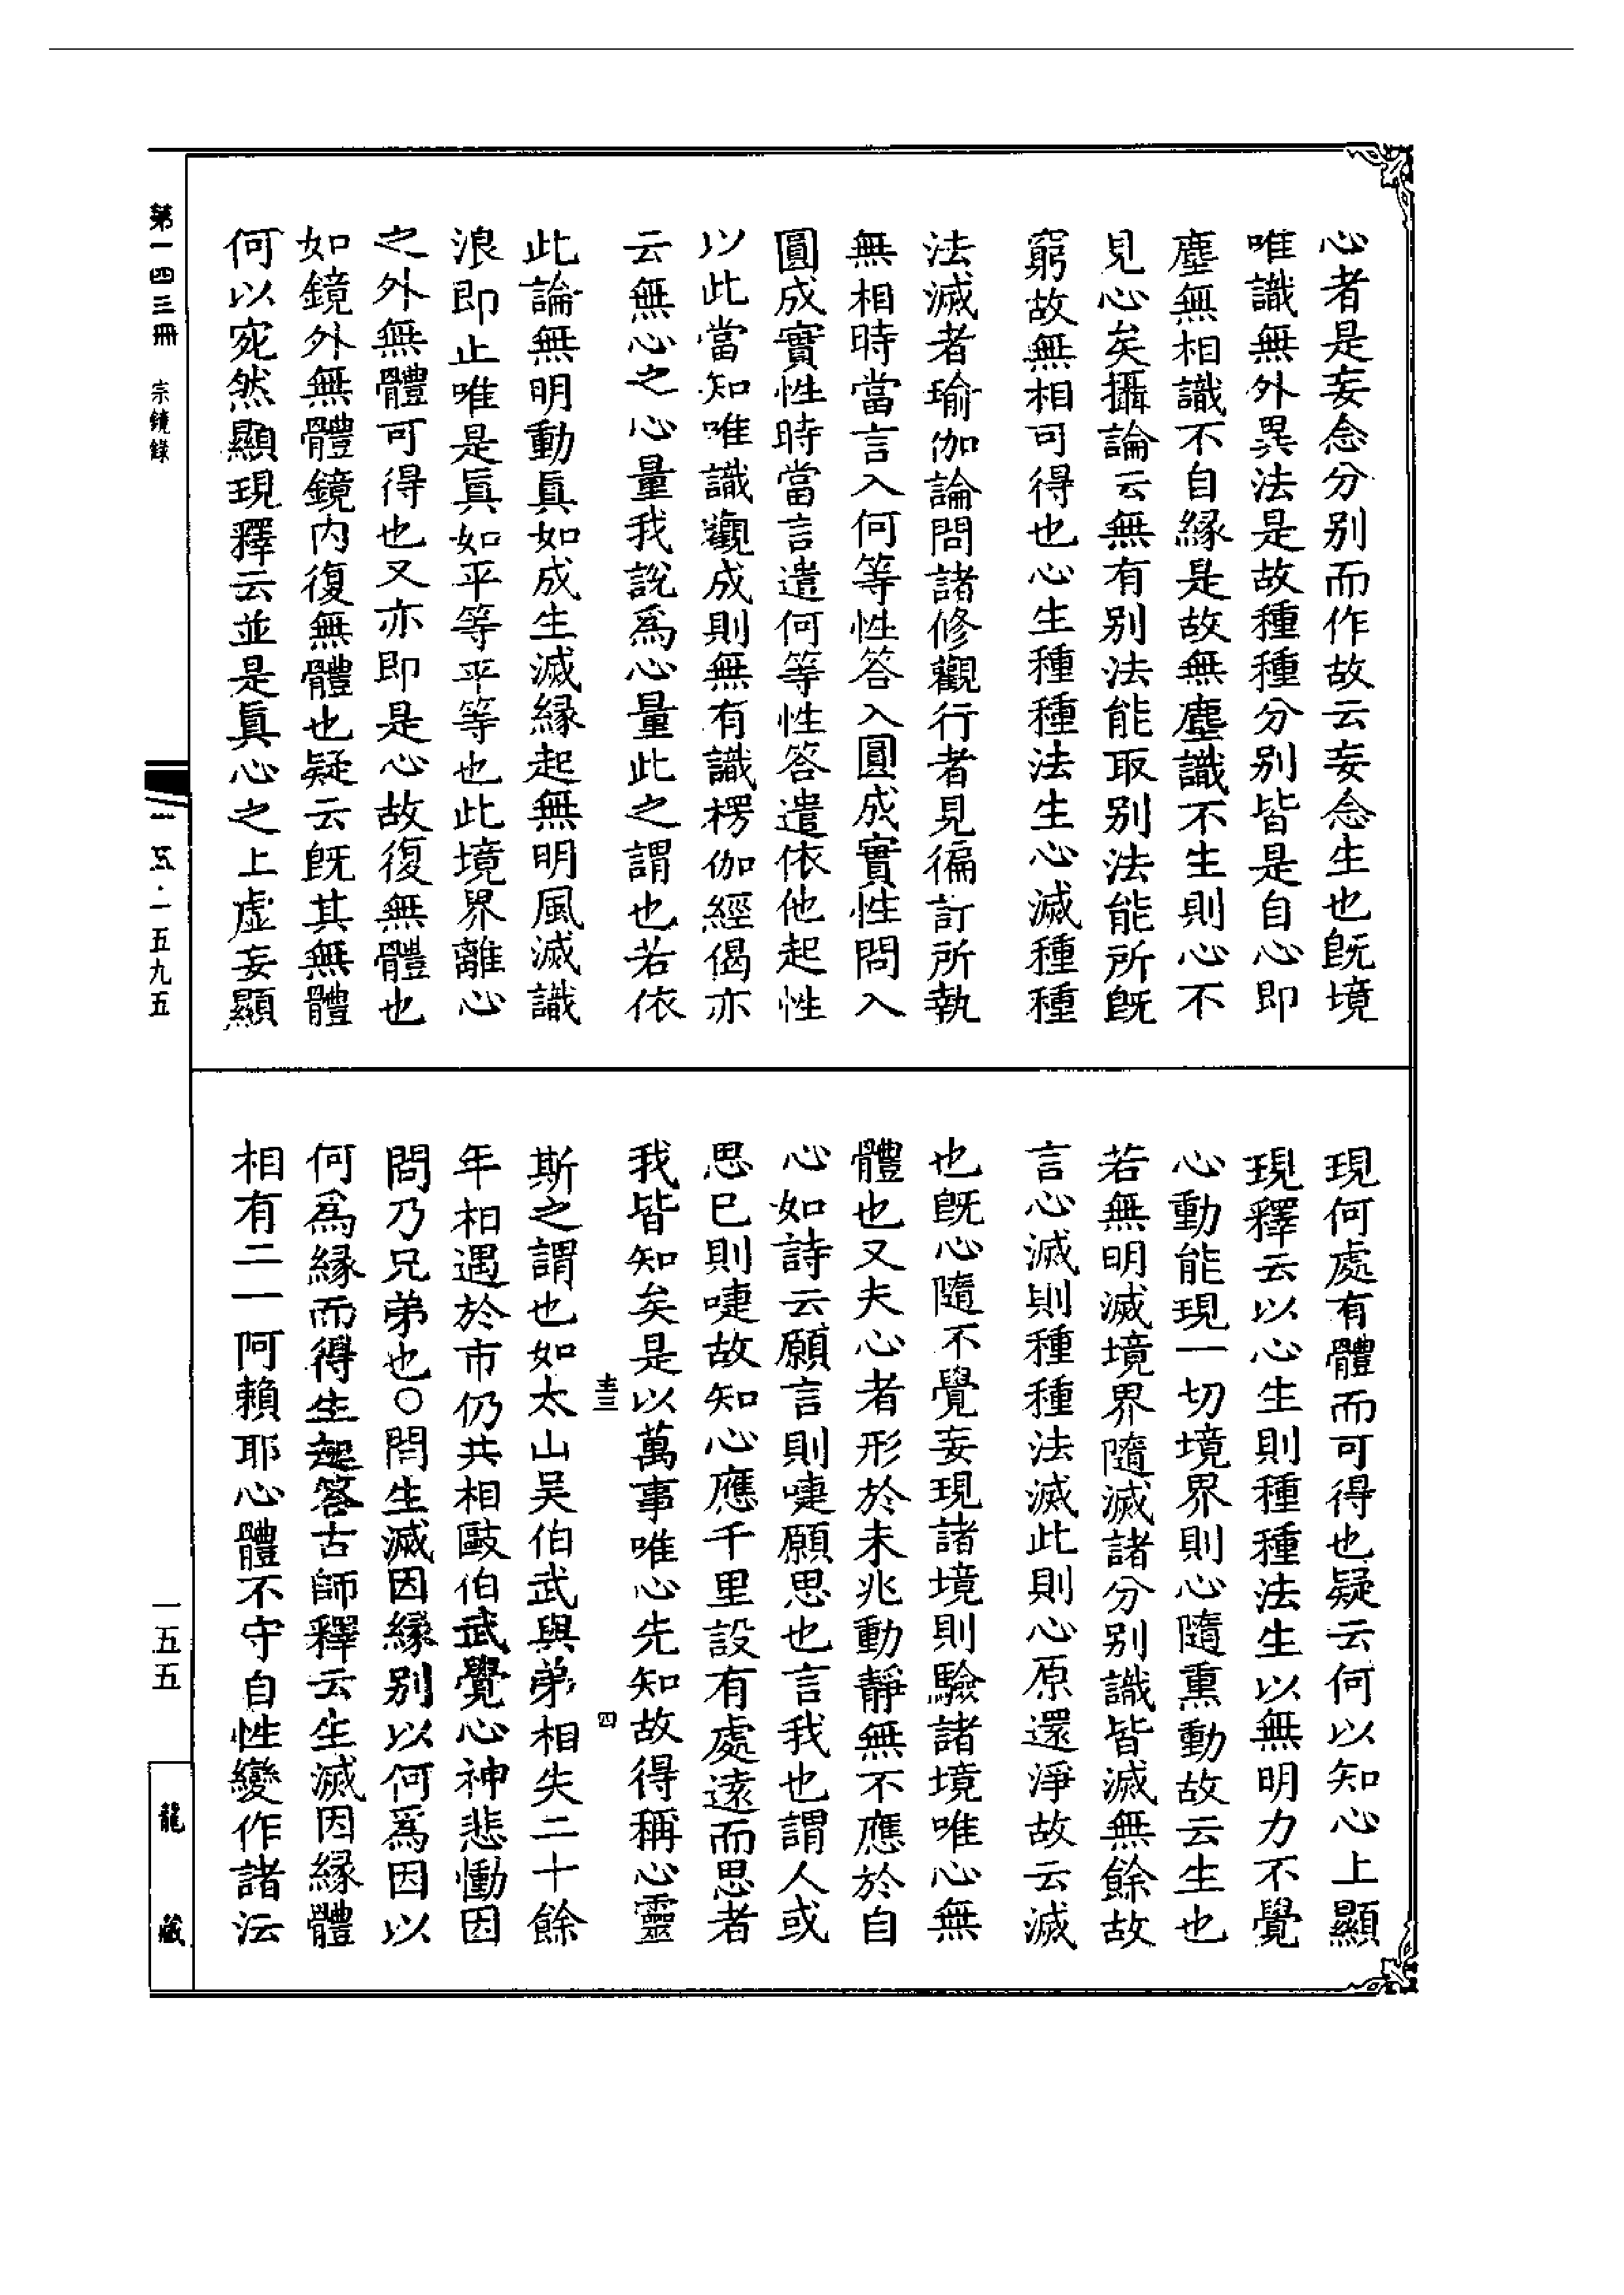 心者是妄念分别而作故云妄念生也既境
唯識無外異法是故種種分别皆是自心即
塵無相識不自緣是故無塵識不生則心不
見心矣攝論云無有别法能取别法能所既
窮故無相可得也心生種種法生心滅種種
法滅者瑜伽論問諸修觀行者見徧計所執
無相時當言入何等性答入圓成實性問入
圓成實性時當言遣何等性答遣依他起性
以此當知唯識觀成則無有識楞伽經偈亦
云無心之心量我説爲心量此之謂也若依
此論無明動眞如成生滅緣起無明風滅識
浪即止唯是眞如平等平等也此境界離心
之外無體可得也又亦即是心故復無體也
如鏡外無體鏡内復無體也疑云既其無體
何以宛然顯現釋云並是眞心之上虚妄顯
現何處有體而可得也疑云何以知心上顯
現釋云以心生則種種法生以無明力不覺
心動能現一切境界則心隨熏動故云生也
若無明滅境界隨滅諸分别識皆滅無餘故
言心滅則種種法滅此則心原還淨故云滅
也既心隨不覺妄現諸境則驗諸境唯心無
體也又夫心者形於未兆動靜無不應於自
心如詩云願言則嚏願思也言我也謂人或
思已則嚏故知心應千里設有處遠而思者
我皆知矣是以萬事唯心先知故得稱心靈
圭三
四
斯之謂也如太山吴伯武與弟相失二十餘
年相遇於市仍共相毆伯武覺心神悲慟因
問乃兄弟也○問生滅因緣别以何爲因以
何爲緣而得生起答古師釋云生滅因緣體
相有二一阿賴耶心體不守自性變作諸法
第一四三冊
宗鏡錄
一五·一五九五
一五五
龍藏